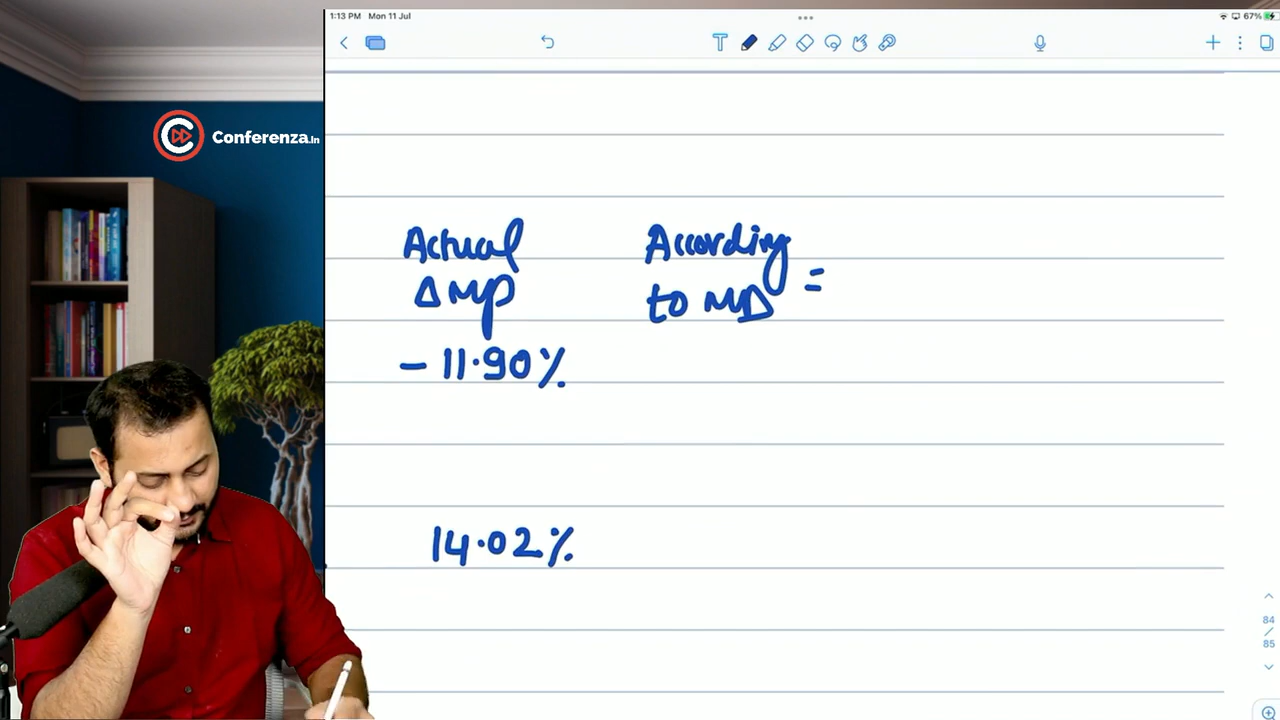 1:13 PM Mon 11 Jul
67%
Conferenza.in
Actual
Δ MP
According
to MD =
- 11.90%
14.02%
84
/
85